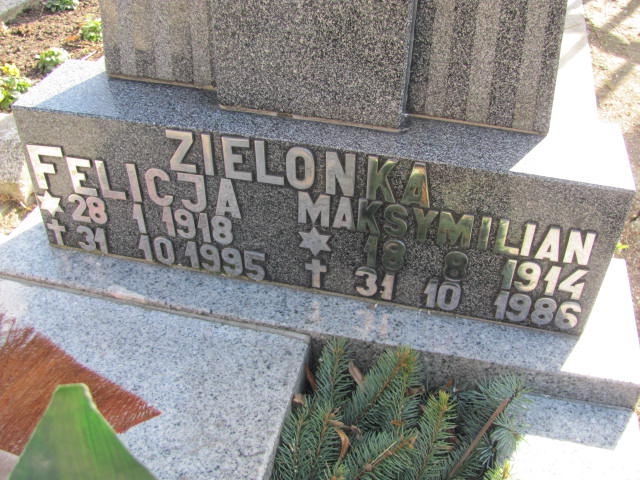 ZIELONKA
FELICJA
* 28 1 1918
† 31 10 1995
MAKSYMILIAN
* 18 8 1914
† 31 10 1986